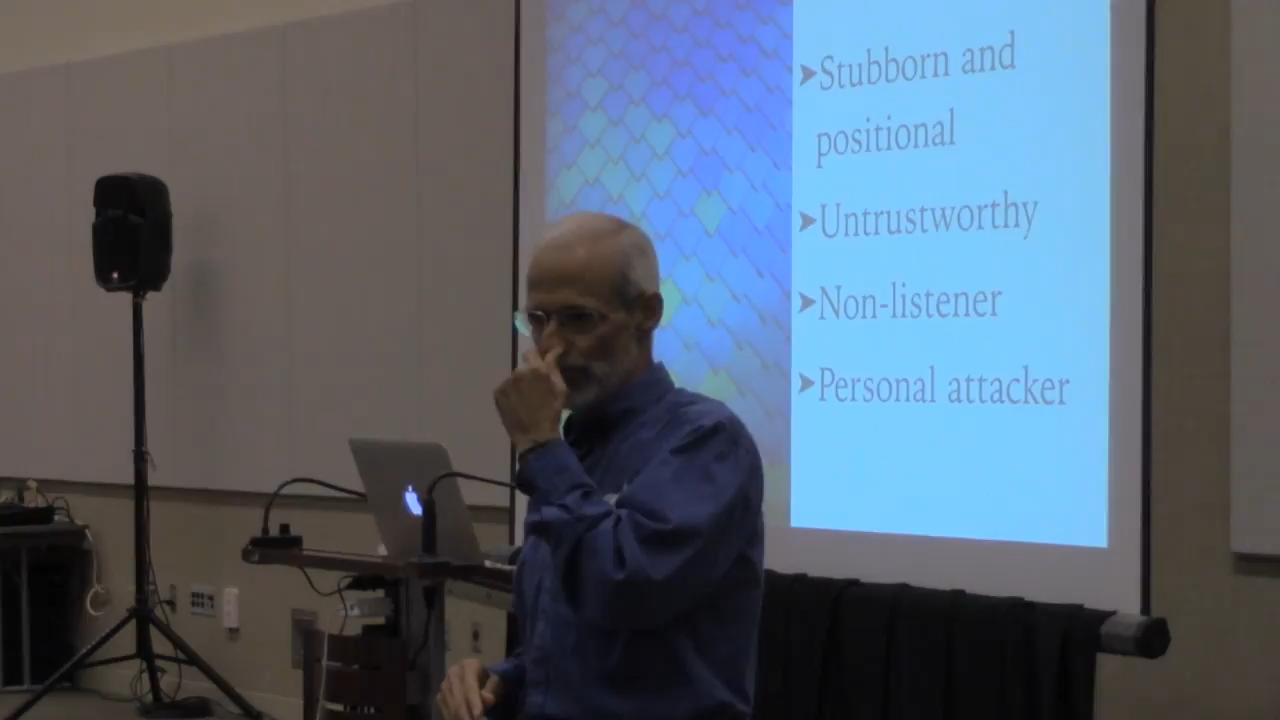 ➤Stubborn and
positional
➤Untrustworthy
➤Non-listener
➤Personal attacker